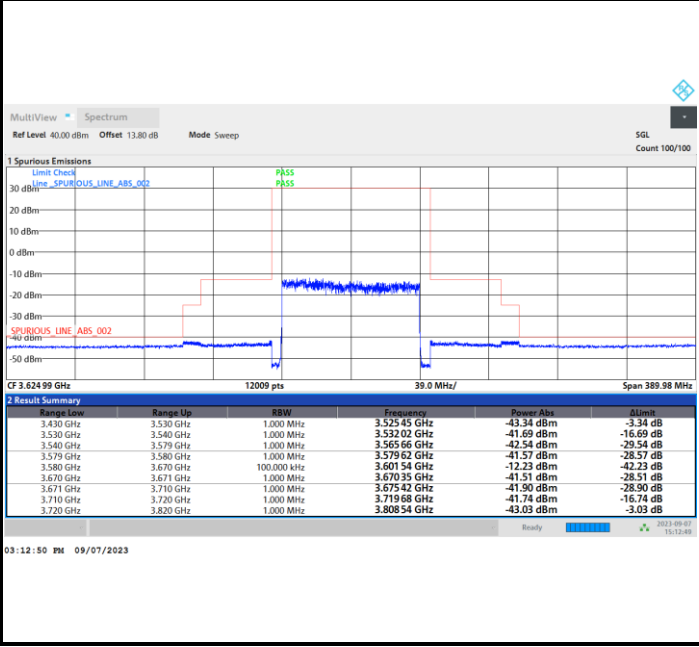 MultiView Spectrum
Ref Level 40.00 dBm Offset 13.80 dB Mode Sweep SGL
Count 100/100
1 Spurious Emissions
Limit Check PASS
Line _SPURIOUS_LINE_ABS_002 PASS
30 dBm
20 dBm
10 dBm
0 dBm
-10 dBm
-20 dBm
-30 dBm
_SPURIOUS_LINE_ABS_002
-40 dBm
-50 dBm
CF 3.624 99 GHz 12009 pts 39.0 MHz/ Span 389.98 MHz
2 Result Summary
Range Low Range Up RBW Frequency Power Abs ΔLimit
3.430 GHz 3.530 GHz 1.000 MHz 3.525 45 GHz -43.34 dBm -3.34 dB
3.530 GHz 3.540 GHz 1.000 MHz 3.532 02 GHz -41.69 dBm -16.69 dB
3.540 GHz 3.579 GHz 1.000 MHz 3.565 66 GHz -42.54 dBm -29.54 dB
3.579 GHz 3.580 GHz 1.000 MHz 3.579 62 GHz -41.57 dBm -28.57 dB
3.580 GHz 3.670 GHz 100.000 kHz 3.601 54 GHz -12.23 dBm -42.23 dB
3.670 GHz 3.671 GHz 1.000 MHz 3.670 35 GHz -41.51 dBm -28.51 dB
3.671 GHz 3.710 GHz 1.000 MHz 3.675 42 GHz -41.90 dBm -28.90 dB
3.710 GHz 3.720 GHz 1.000 MHz 3.719 68 GHz -41.74 dBm -16.74 dB
3.720 GHz 3.820 GHz 1.000 MHz 3.808 54 GHz -43.03 dBm -3.03 dB
Ready 2023-09-07
15:12:49
03:12:50 PM 09/07/2023